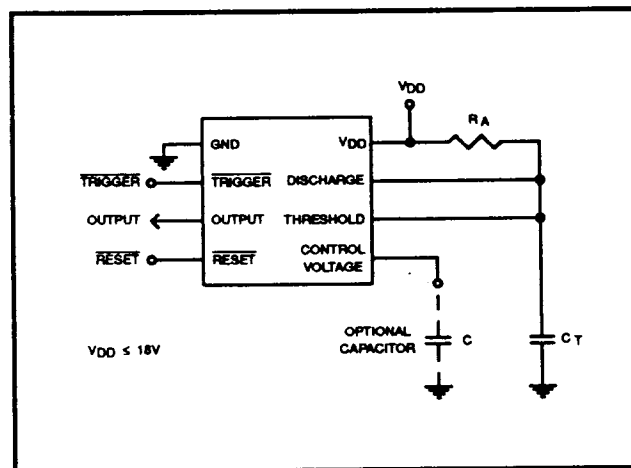 VDD
RA
GND
VDD
TRIGGER
TRIGGER
DISCHARGE
OUTPUT
OUTPUT
THRESHOLD
RESET
RESET
CONTROL
VOLTAGE
OPTIONAL
CAPACITOR
C
CT
VDD ≤ 18V